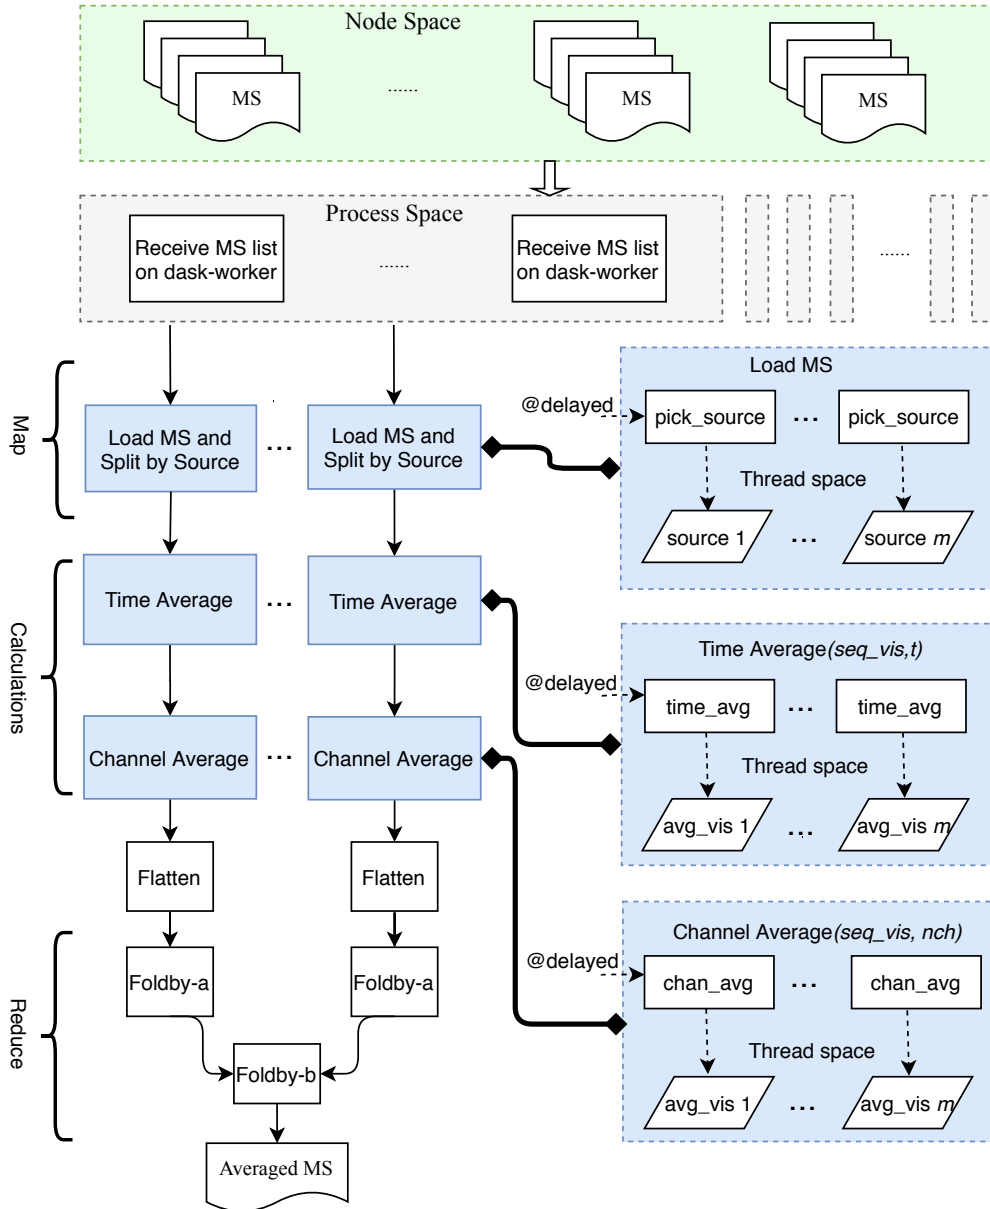 Node Space
MS
......
MS
MS
Process Space
Receive MS list
on dask-worker
......
Receive MS list
on dask-worker
......
Map
Load MS and
Split by Source
...
Load MS and
Split by Source
@delayed
Load MS
pick_source
...
pick_source
Thread space
source 1
...
source m
Calculations
Time Average
...
Time Average
@delayed
Time Average(seq_vis,t)
time_avg
...
time_avg
Thread space
avg_vis 1
...
avg_vis m
Channel Average
...
Channel Average
Flatten
Flatten
@delayed
Channel Average(seq_vis, nch)
chan_avg
...
chan_avg
Thread space
avg_vis 1
...
avg_vis m
Reduce
Foldby-a
Foldby-a
Foldby-b
Averaged MS